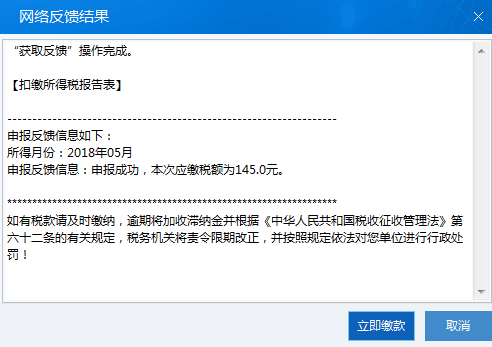 网络反馈结果
“获取反馈”操作完成。
【扣缴所得税报告表】
------------------------------------------------------------------
申报反馈信息如下：
所得月份：2018年05月
申报反馈信息：申报成功，本次应缴税额为145.0元。
******************************************************************
如有税款请及时缴纳，逾期将加收滞纳金并根据《中华人民共和国税收征收管理法》第
六十二条的有关规定，税务机关将责令限期改正，并按照规定依法对您单位进行行政处
罚！
立即缴款
取消